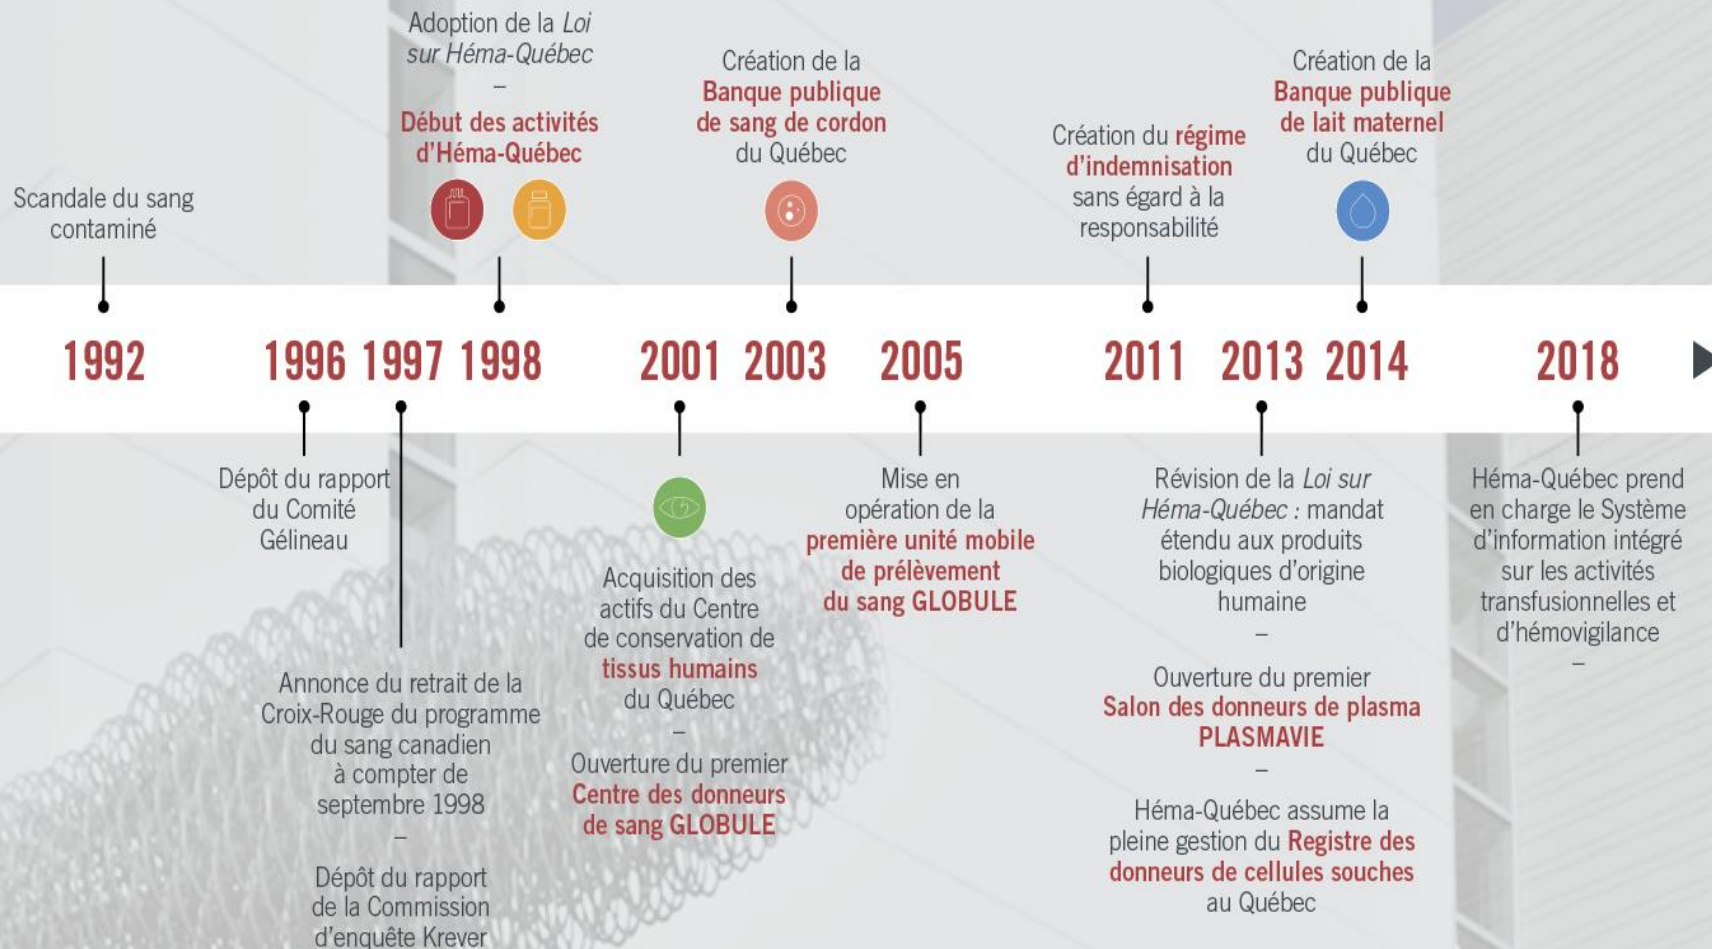 Scandale du sang
contaminé
1992
1996
Dépôt du rapport
du Comité
Gélineau
1997
Annonce du retrait de la
Croix-Rouge du programme
du sang canadien
à compter de
septembre 1998
–
Dépôt du rapport
de la Commission
d'enquête Krever
Adoption de la Loi
sur Héma-Québec
–
Début des activités
d'Héma-Québec
1998
2001
Acquisition des
actifs du Centre
de conservation de
tissus humains
du Québec
–
Ouverture du premier
Centre des donneurs
de sang GLOBULE
Création de la
Banque publique
de sang de cordon
du Québec
2003
2005
Mise en
opération de la
première unité mobile
de prélèvement
du sang GLOBULE
Création du régime
d'indemnisation
sans égard à la
responsabilité
2011
2013
Révision de la Loi sur
Héma-Québec : mandat
étendu aux produits
biologiques d'origine
humaine
–
Ouverture du premier
Salon des donneurs de plasma
PLASMAVIE
–
Héma-Québec assume la
pleine gestion du Registre des
donneurs de cellules souches
au Québec
Création de la
Banque publique
de lait maternel
du Québec
2014
2018
Héma-Québec prend
en charge le Système
d'information intégré
sur les activités
transfusionnelles et
d'hémovigilance
–